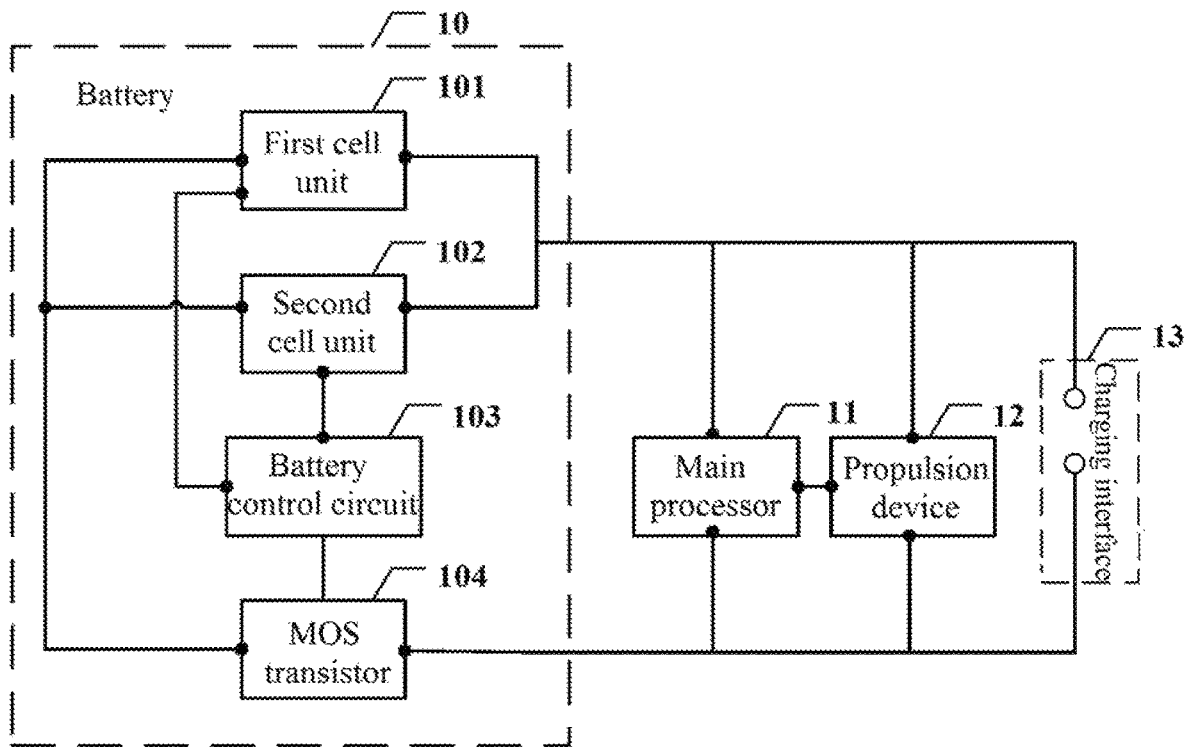 10
Battery
101
First cell
unit
102
Second
cell unit
103
Battery
control circuit
104
MOS
transistor
11
Main
processor
12
Propulsion
device
13
Charging interface